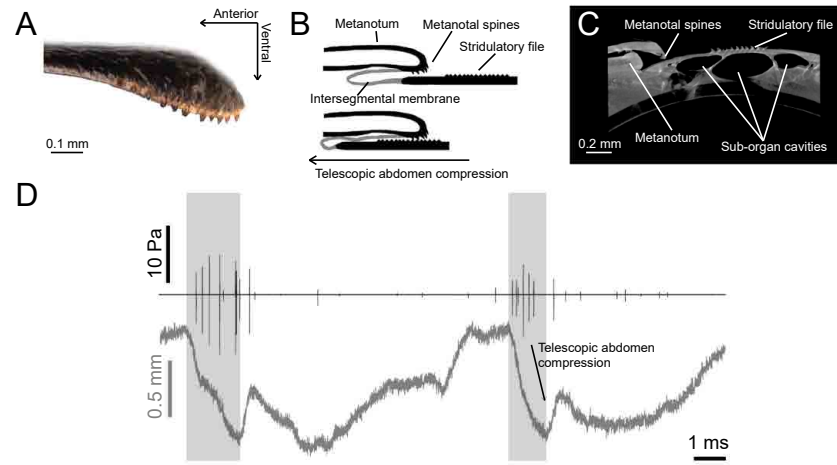 A
Anterior
Ventral
0.1 mm
B
Metanotum
Metanotal spines
Stridulatory file
Intersegmental membrane
Telescopic abdomen compression
C
Metanotal spines
Stridulatory file
Metanotum
Sub-organ cavities
0.2 mm
D
10 Pa
0.5 mm
Telescopic abdomen
compression
1 ms